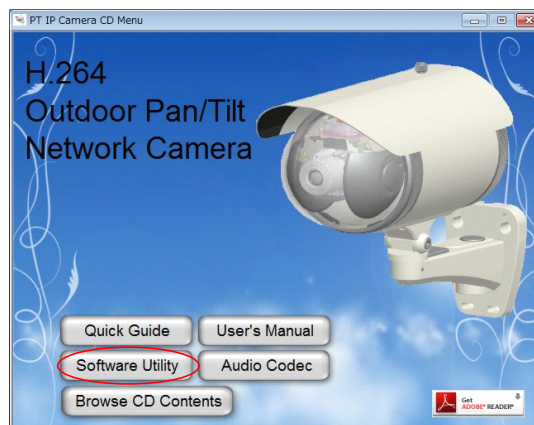 PT IP Camera CD Menu
H.264
Outdoor Pan/Tilt
Network Camera
Quick Guide
User's Manual
Software Utility
Audio Codec
Browse CD Contents
Get
ADOBE® READER®